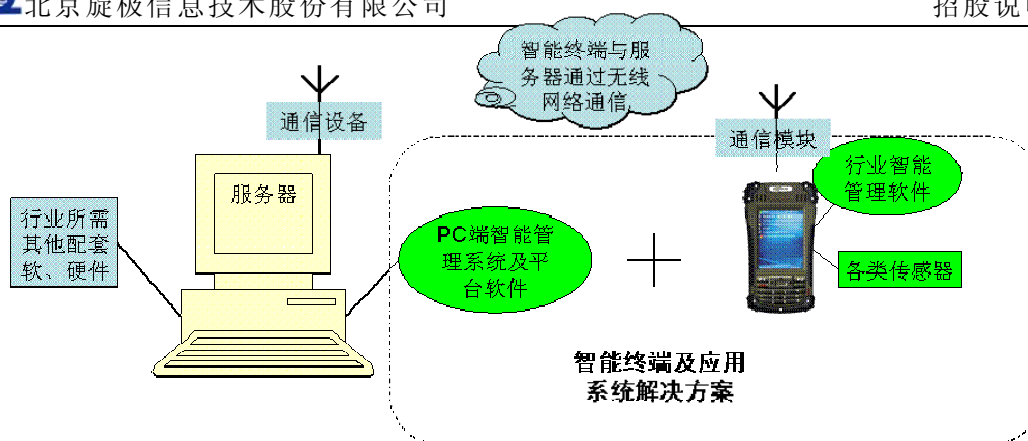 北京旋极信息技术股份有限公司
招股说
智能终端与服
务器通过无线
网络通信
通信设备
通信模块
行业智能
管理软件
服务器
行业所需
其他配套
软、硬件
PC端智能管
理系统及平
台软件
各类传感器
智能终端及应用
系统解决方案